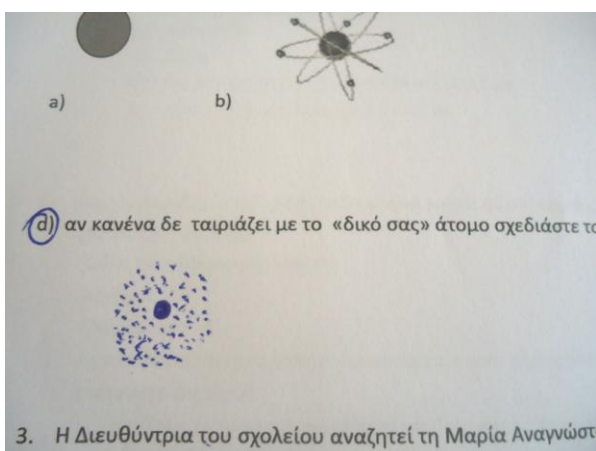 a) b)
d) αν κανένα δε ταιριάζει με το «δικό σας» άτομο σχεδιάστε το
3. Η Διευθύντρια του σχολείου αναζητεί τη Μαρία Αναγνώστ